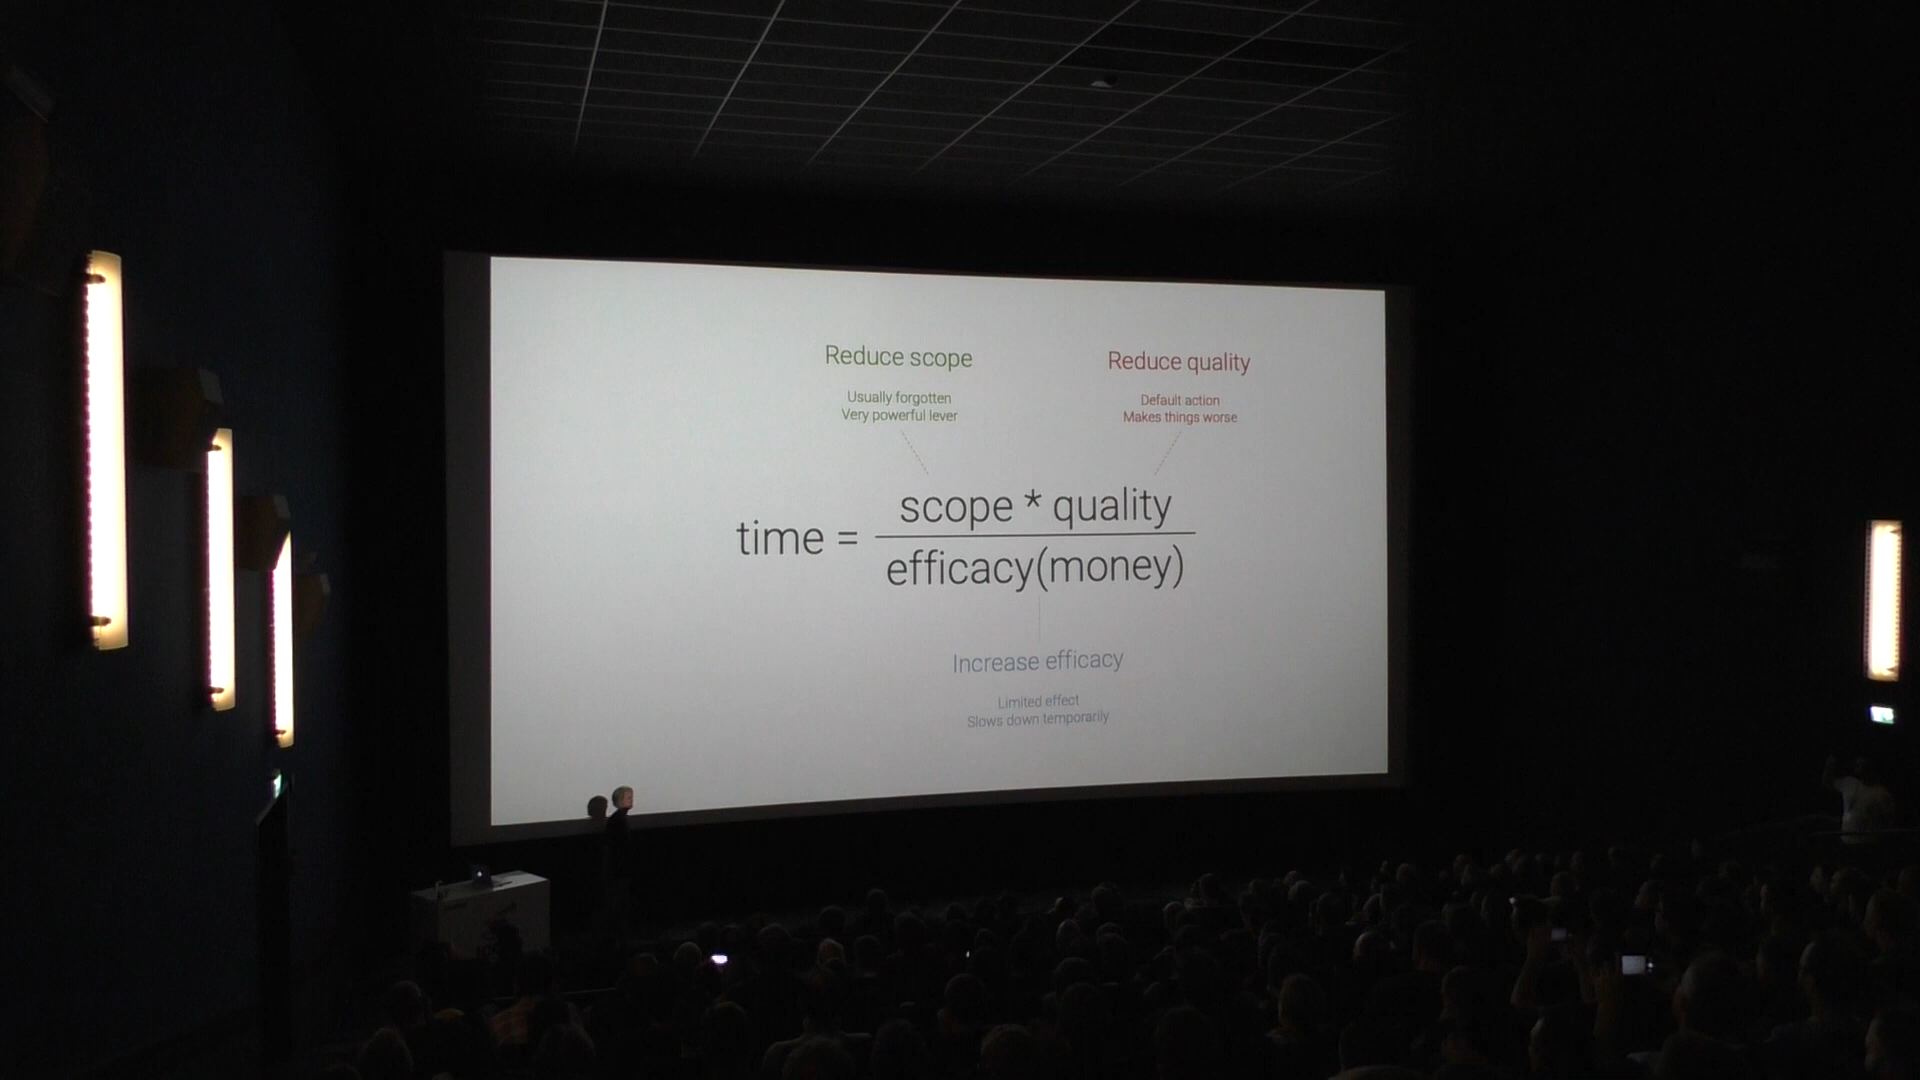 Reduce scope
Usually forgotten
Very powerful lever
Reduce quality
Default action
Makes things worse
time = scope * quality
efficacy(money)
Increase efficacy
Limited effect
Slows down temporarily